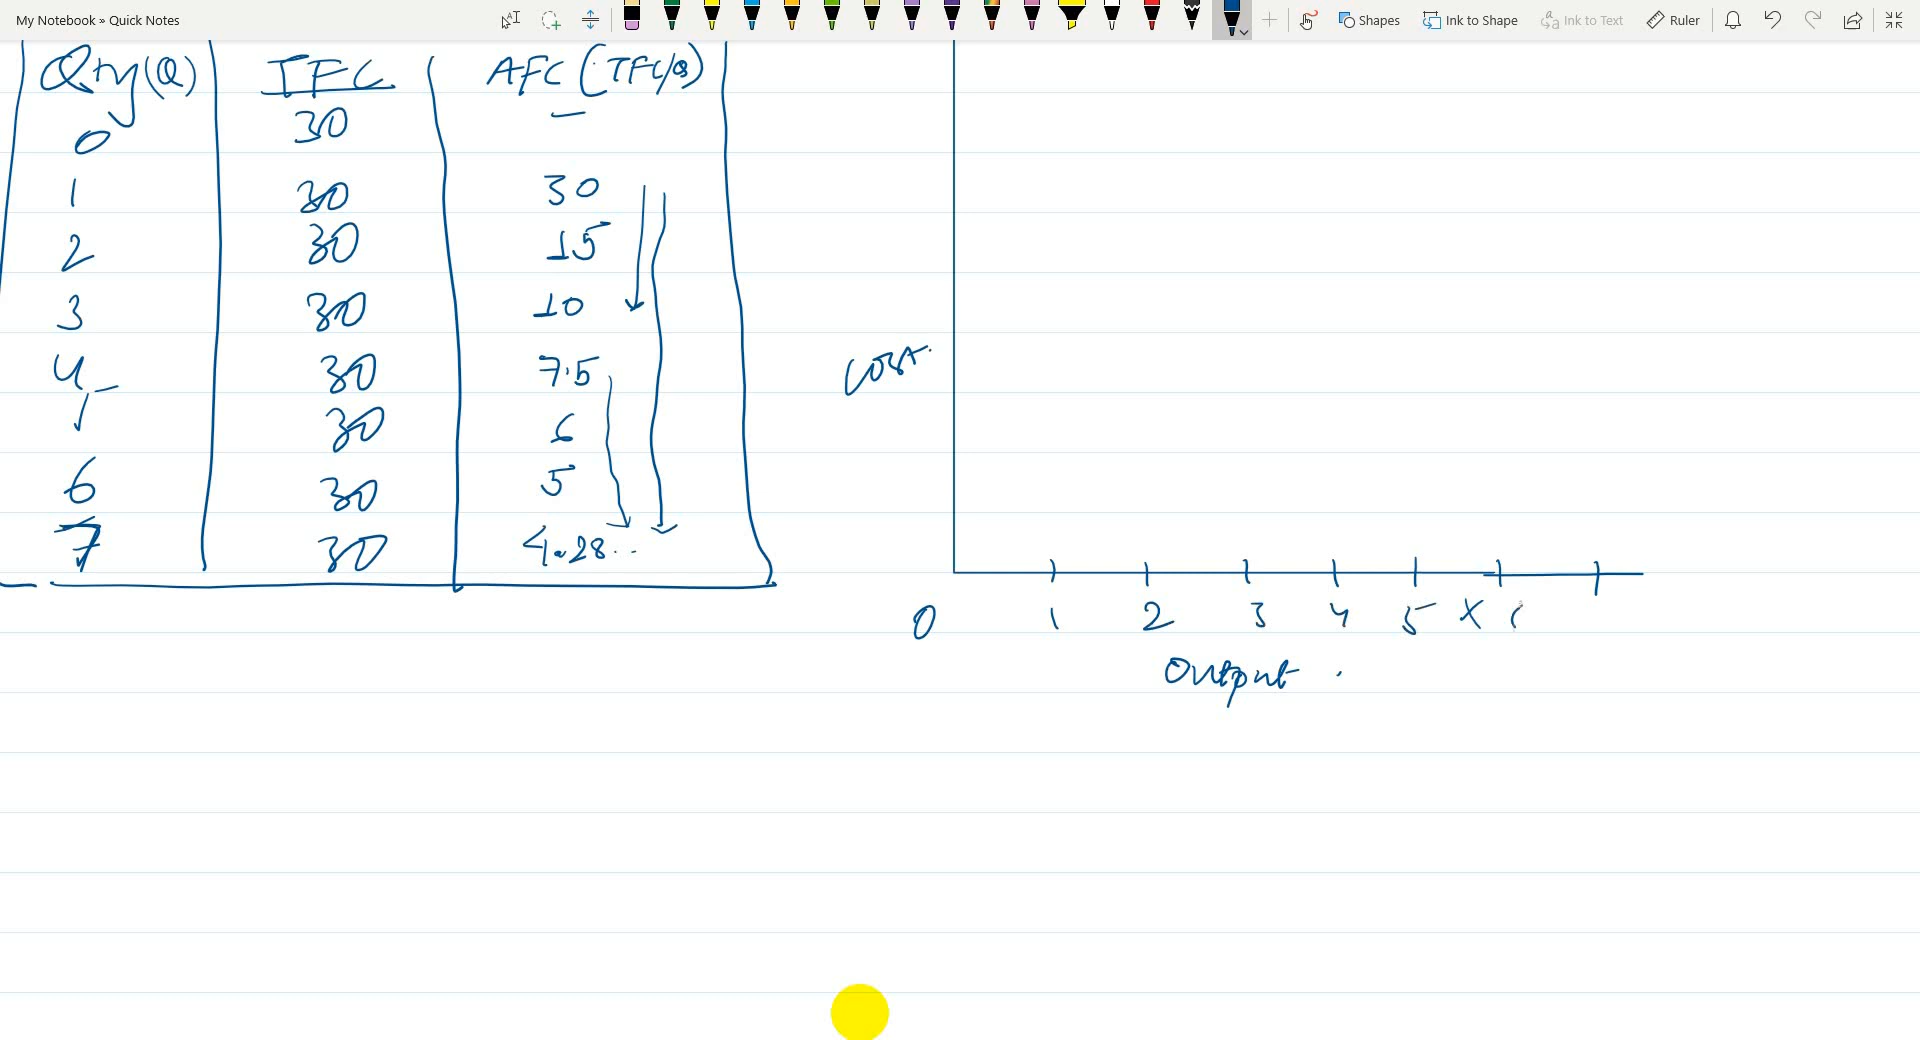 My Notebook » Quick Notes
Shapes Ink to Shape Ink to Text Ruler
Qty(Q) TFC AFC (TFC/Q)
0 30 –
1 30 30
2 30 15
3 30 10
4 30 7.5
5 30 6
6 30 5
7 30 4.28..
Cost.
0 1 2 3 4 5 X
Output .